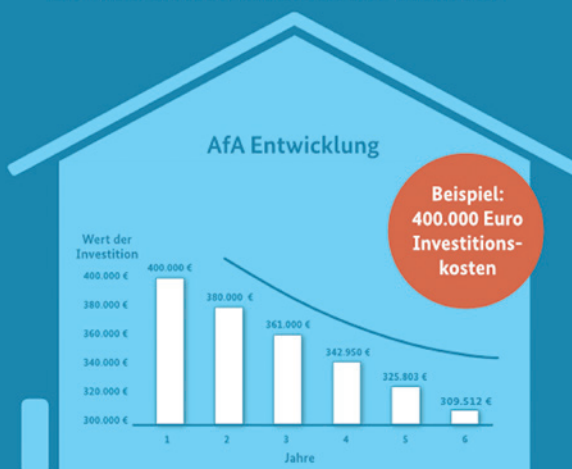 AfA Entwicklung
Beispiel:
400.000 Euro
Investitions-
kosten
Wert der
Investition
400.000 €
380.000 €
360.000 €
340.000 €
320.000 €
300.000 €
400.000 €
380.000 €
361.000 €
342.950 €
325.803 €
309.512 €
1 2 3 4 5 6
Jahre